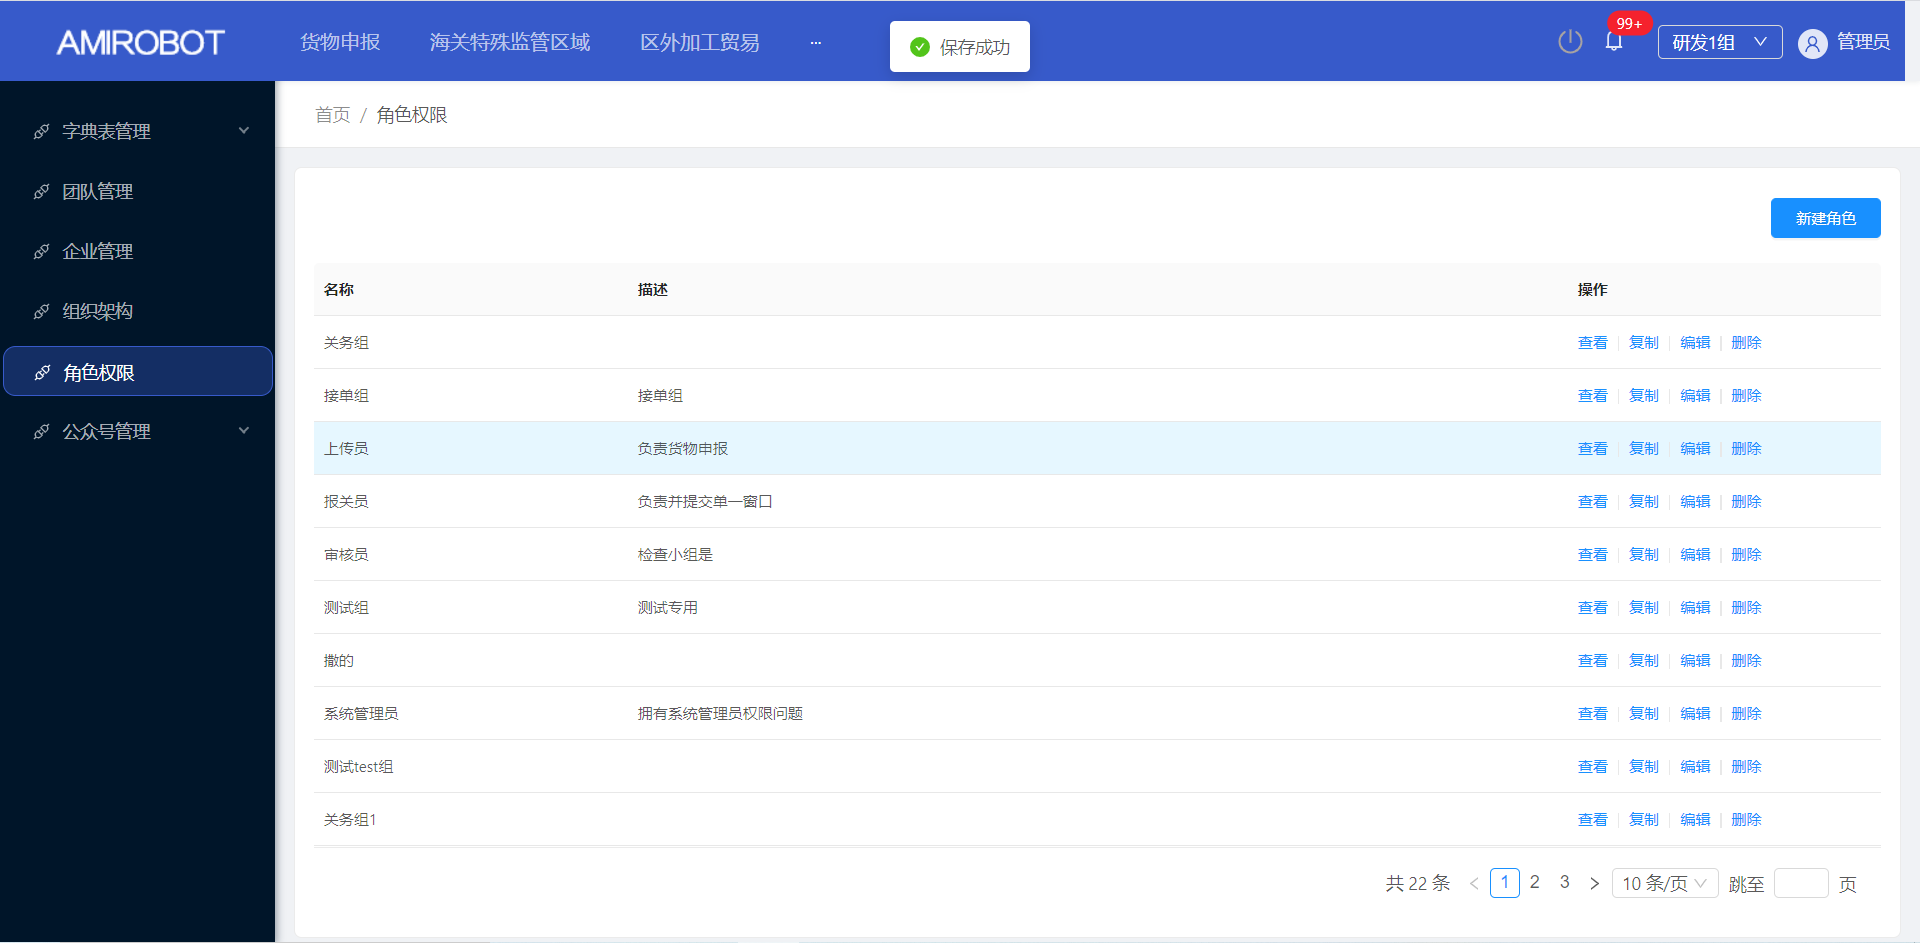 AMIROBOT 货物申报 海关特殊监管区域 区外加工贸易 ··· 保存成功 99+ 研发1组 管理员
字典表管理
团队管理
企业管理
组织架构
角色权限
公众号管理
首页 / 角色权限
新建角色
名称 描述 操作
关务组 查看 复制 编辑 删除
接单组 接单组 查看 复制 编辑 删除
上传员 负责货物申报 查看 复制 编辑 删除
报关员 负责并提交单一窗口 查看 复制 编辑 删除
审核员 检查小组是 查看 复制 编辑 删除
测试组 测试专用 查看 复制 编辑 删除
撒的 查看 复制 编辑 删除
系统管理员 拥有系统管理员权限问题 查看 复制 编辑 删除
测试test组 查看 复制 编辑 删除
关务组1 查看 复制 编辑 删除
共 22 条 < 1 2 3 > 10 条/页 跳至 页